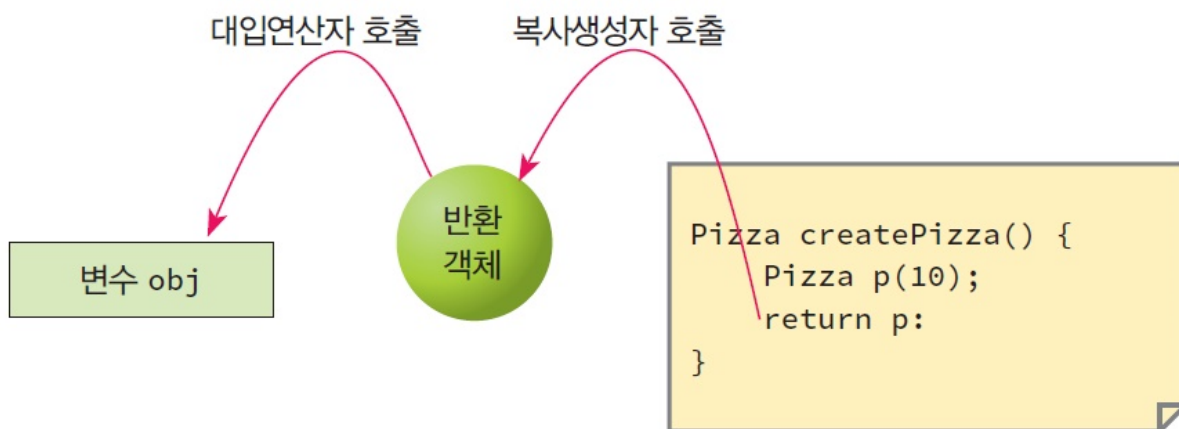 대입연산자 호출
복사생성자 호출
변수 obj
반환
객체
Pizza createPizza() {
    Pizza p(10);
    return p:
}